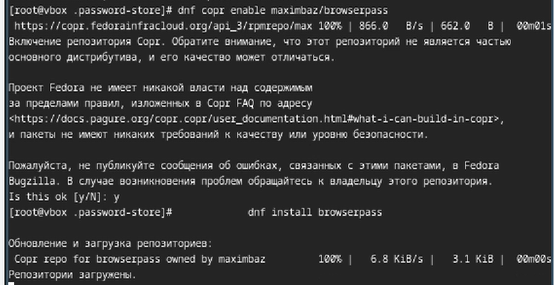 [root@vbox .password-store]# dnf copr enable maximbaz/browserpass
https://copr.fedorainfracloud.org/api_3/rpmrepo/max 100% | 866.0   B/s | 662.0   B |  00m01s
Включение репозитория Copr. Обратите внимание, что этот репозиторий не является частью
основного дистрибутива, и его качество может отличаться.
Проект Fedora не имеет никакой власти над содержимым
за пределами правил, изложенных в Copr FAQ по адресу
<https://docs.pagure.org/copr.copr/user_documentation.html#what-i-can-build-in-copr>,
и пакеты не имеют никаких требований к качеству или уровню безопасности.
Пожалуйста, не публикуйте сообщения об ошибках, связанных с этими пакетами, в Fedora
Bugzilla. В случае возникновения проблем обращайтесь к владельцу этого репозитория.
Is this ok [y/N]: y
[root@vbox .password-store]#            dnf install browserpass
Обновление и загрузка репозиториев:
Copr repo for browserpass owned by maximbaz         100% |   6.8 KiB/s |   3.1 KiB |  00m00s
Репозитории загружены.